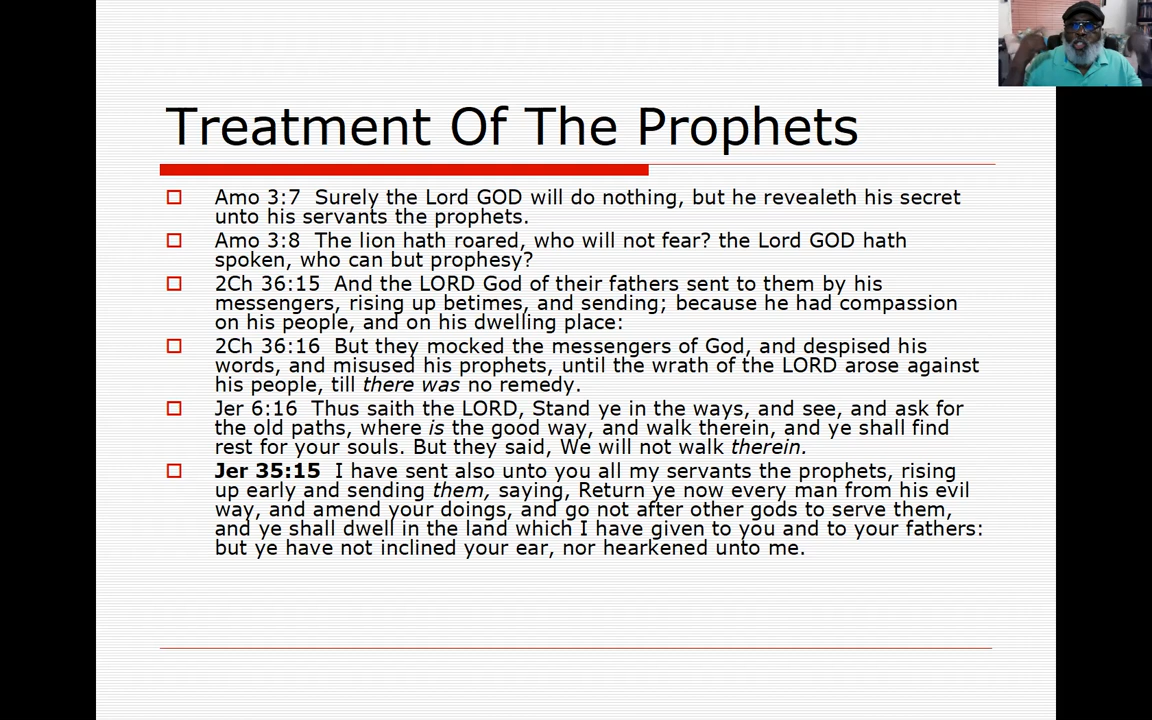 Treatment Of The Prophets
Amo 3:7  Surely the Lord GOD will do nothing, but he revealeth his secret
unto his servants the prophets.
Amo 3:8  The lion hath roared, who will not fear? the Lord GOD hath
spoken, who can but prophesy?
2Ch 36:15  And the LORD God of their fathers sent to them by his
messengers, rising up betimes, and sending; because he had compassion
on his people, and on his dwelling place:
2Ch 36:16  But they mocked the messengers of God, and despised his
words, and misused his prophets, until the wrath of the LORD arose against
his people, till there was no remedy.
Jer 6:16  Thus saith the LORD, Stand ye in the ways, and see, and ask for
the old paths, where is the good way, and walk therein, and ye shall find
rest for your souls. But they said, We will not walk therein.
Jer 35:15  I have sent also unto you all my servants the prophets, rising
up early and sending them, saying, Return ye now every man from his evil
way, and amend your doings, and go not after other gods to serve them,
and ye shall dwell in the land which I have given to you and to your fathers:
but ye have not inclined your ear, nor hearkened unto me.